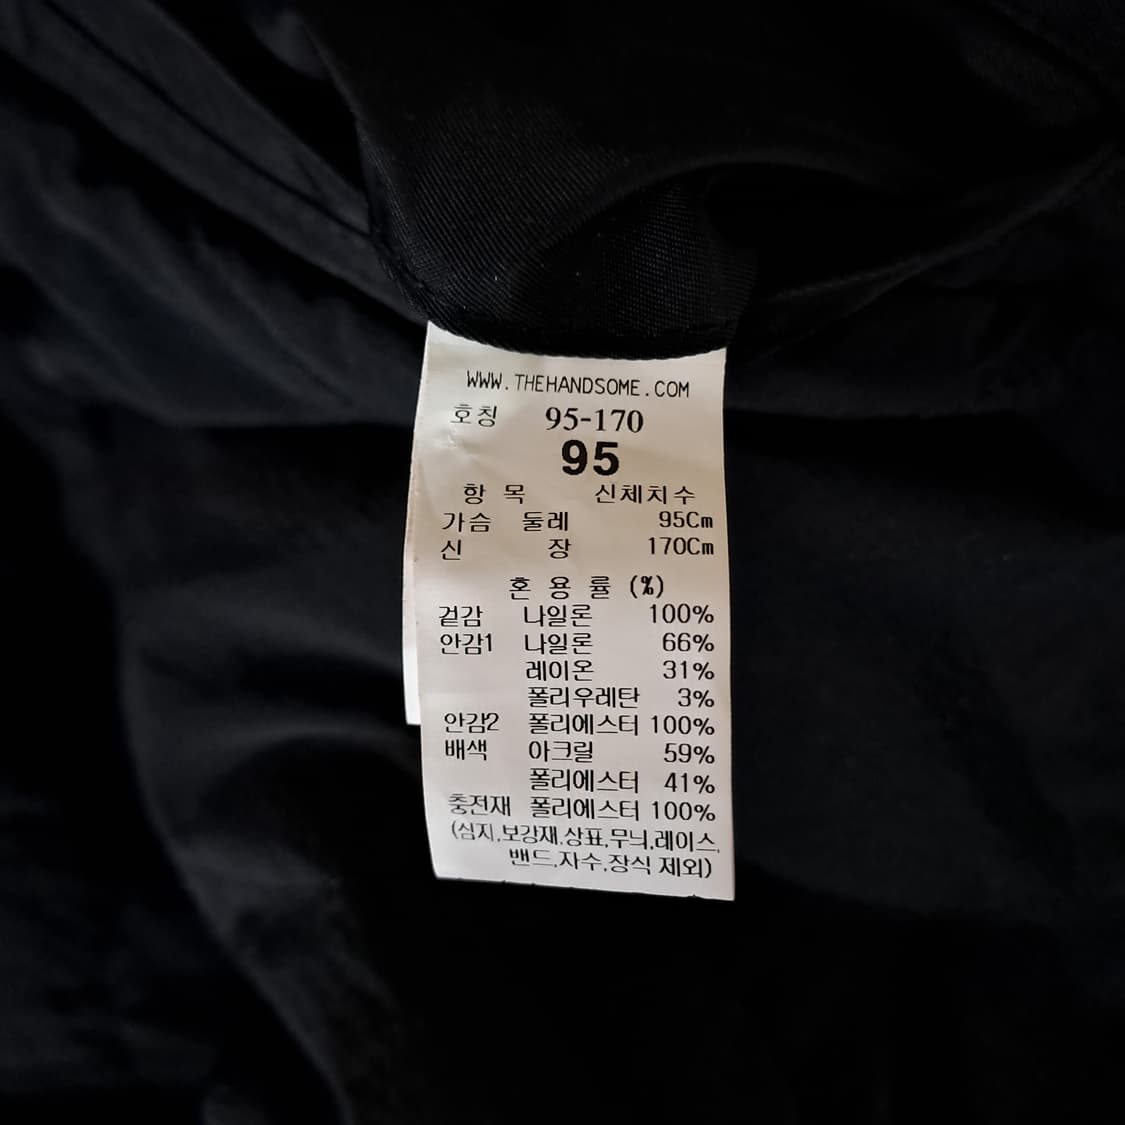 WWW.THEHANDSOME.COM
호칭 95-170
95
항 목 신체치수
가슴 둘레 95Cm
신 장 170Cm
혼 용 률 (%)
겉감 나일론 100%
안감1 나일론 66%
레이온 31%
폴리우레탄 3%
안감2 폴리에스터 100%
배색 아크릴 59%
폴리에스터 41%
충전재 폴리에스터 100%
(심지,보강재,상표,무늬,레이스,
밴드,자수,장식 제외)